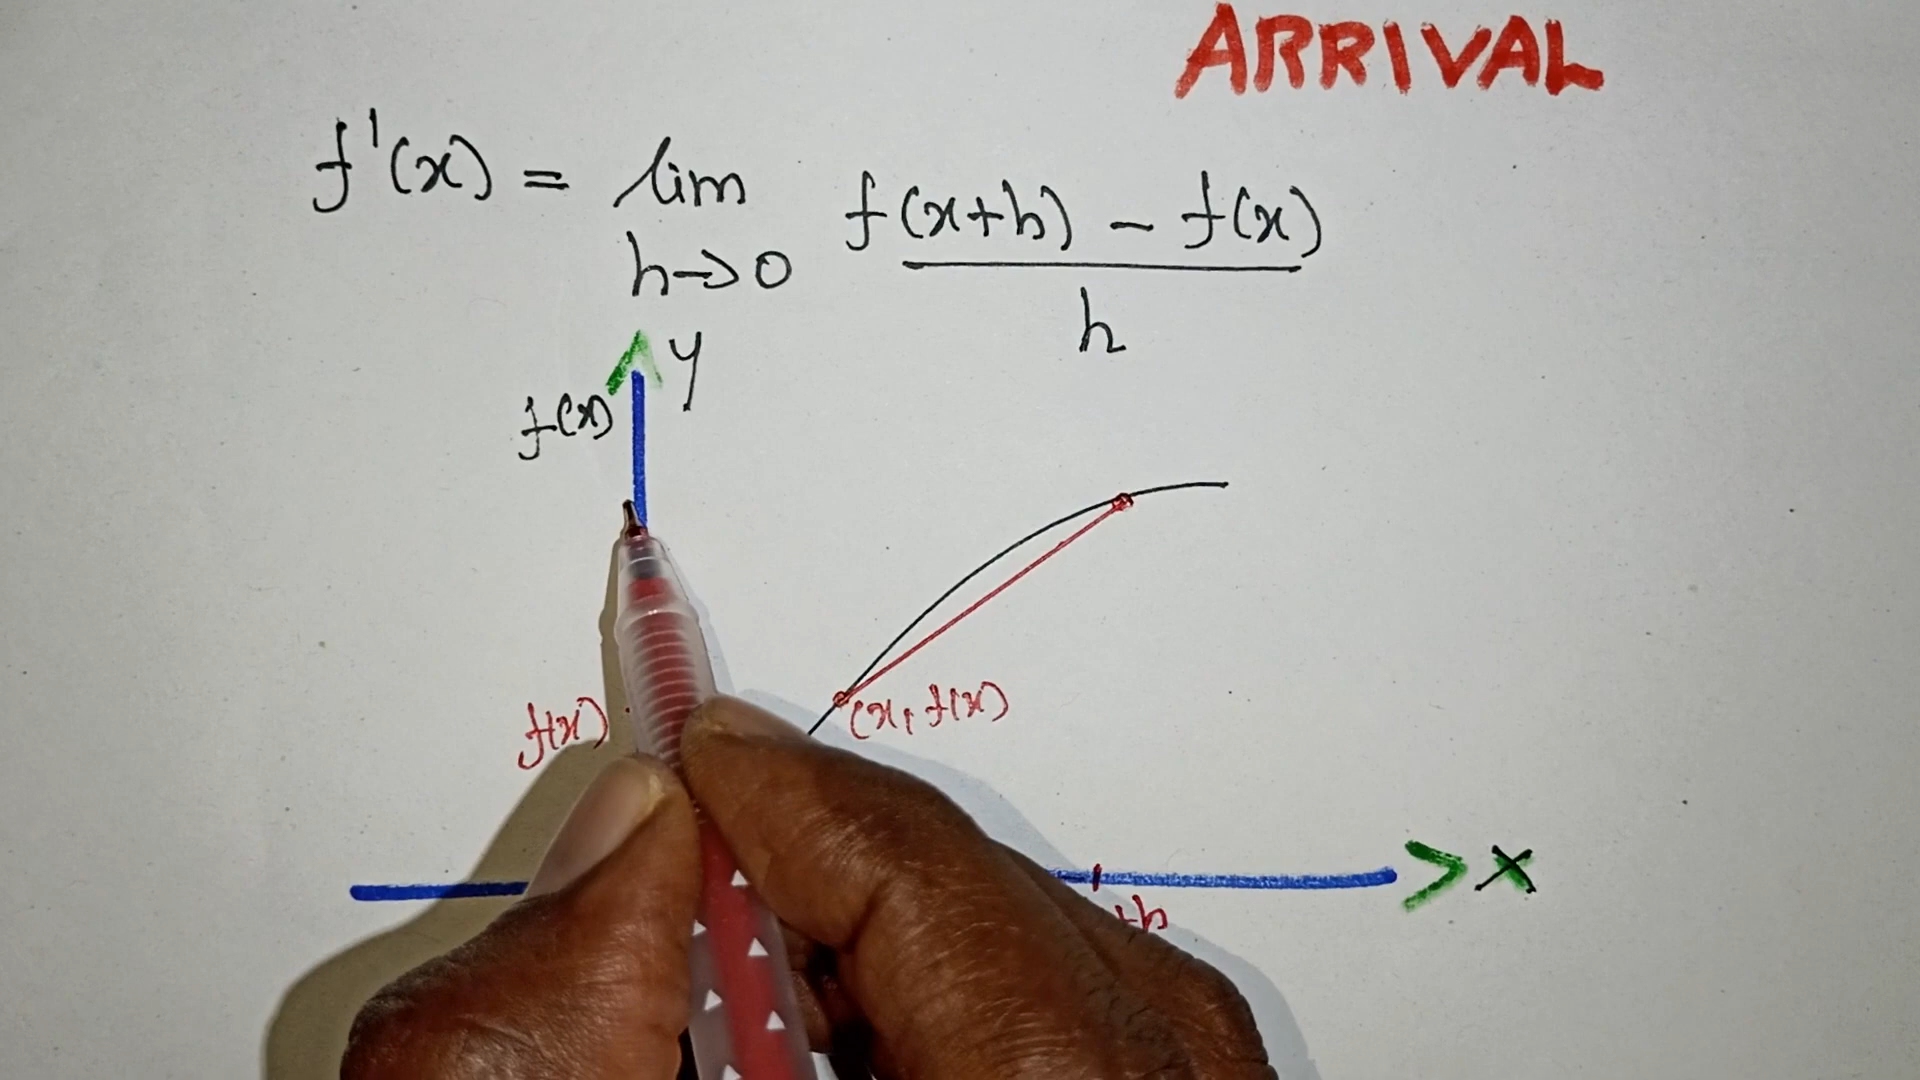 ARRIVAL
f'(x) = lim h→0 f(x+h) - f(x)
h
y
f(x)
f(x)
(x, f(x)
x
+h